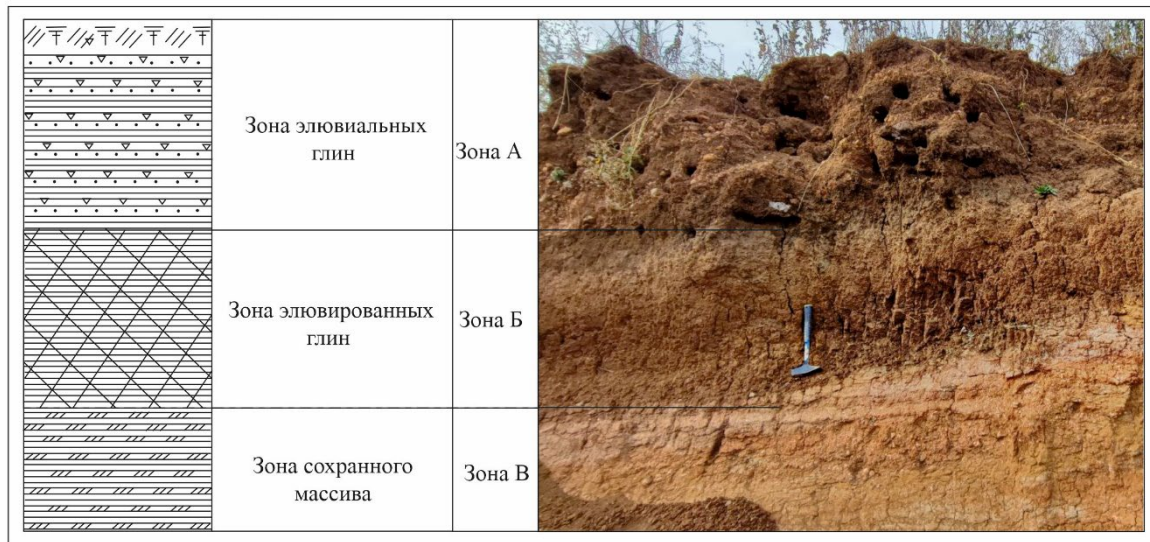 Зона элювиальных
глин
Зона А
Зона элювированных
глин
Зона Б
Зона сохранного
массива
Зона В